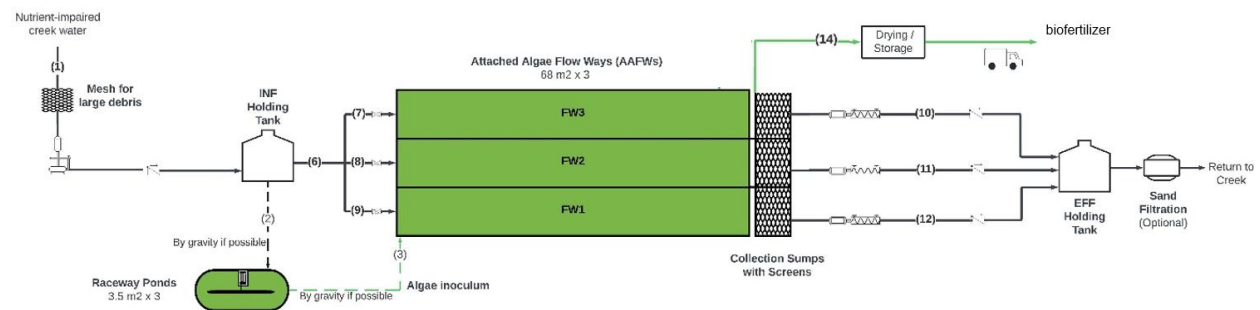 Nutrient-impaired
creek water
(1)
Mesh for
large debris
INF
Holding
Tank
(2)
By gravity if possible
Raceway Ponds
3.5 m2 x 3
By gravity if possible
(3)
Algae inoculum
(6)
(7)
(8)
(9)
Attached Algae Flow Ways (AAFWs)
68 m2 x 3
FW3
FW2
FW1
(14)
Drying /
Storage
biofertilizer
Collection Sumps
with Screens
(10)
(11)
(12)
EFF
Holding
Tank
Sand
Filtration
(Optional)
Return to
Creek